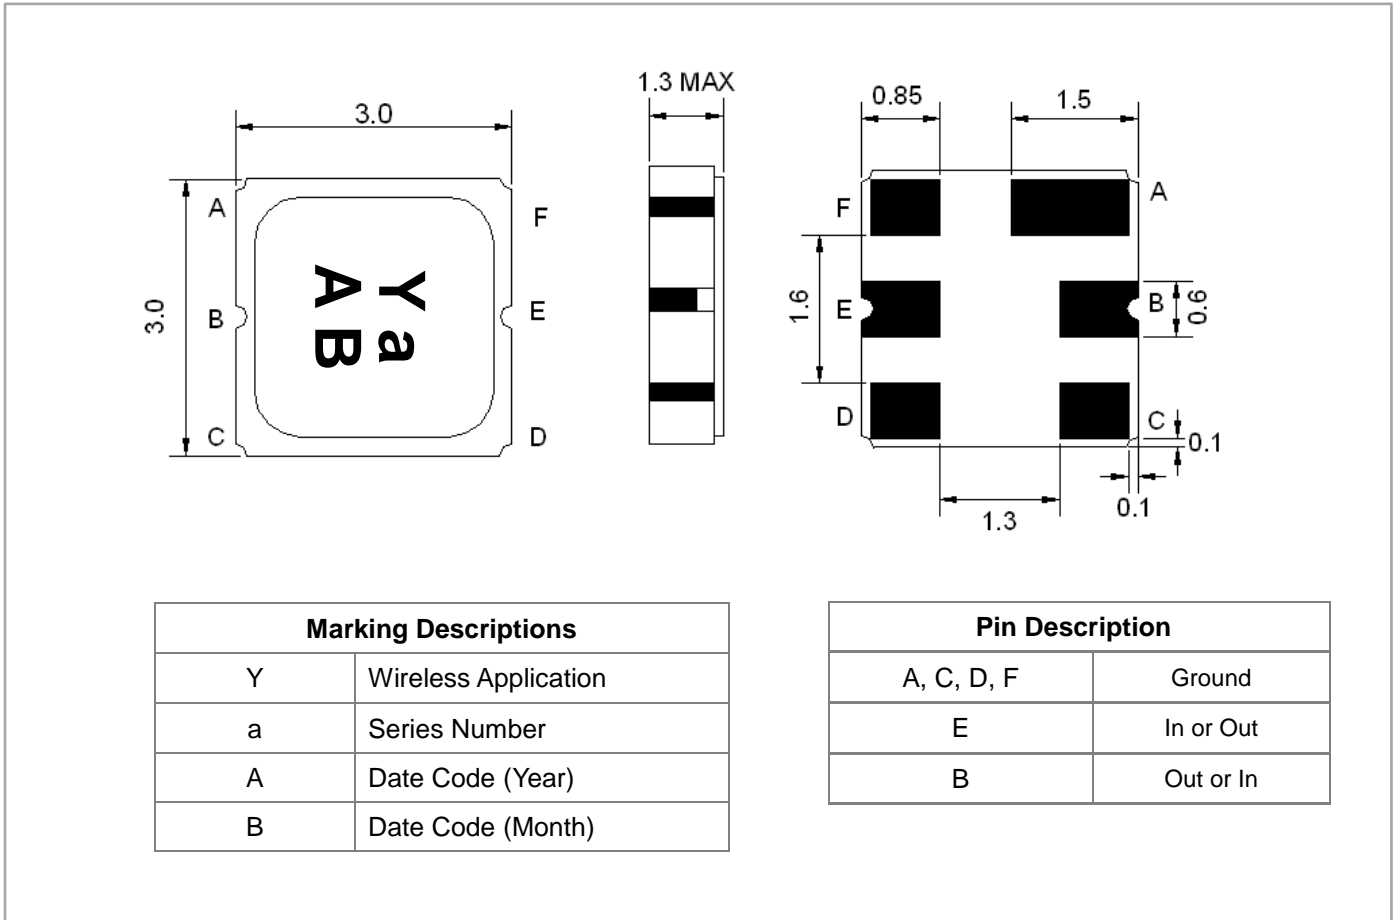 1.3 MAX
3.0
0.85
1.5
A
F
F
A
Y a
A B
3.0
B
E
1.6
E
B
0.6
C
D
D
C
0.1
0.1
1.3
Marking Descriptions
Y Wireless Application
a Series Number
A Date Code (Year)
B Date Code (Month)
Pin Description
A, C, D, F Ground
E In or Out
B Out or In